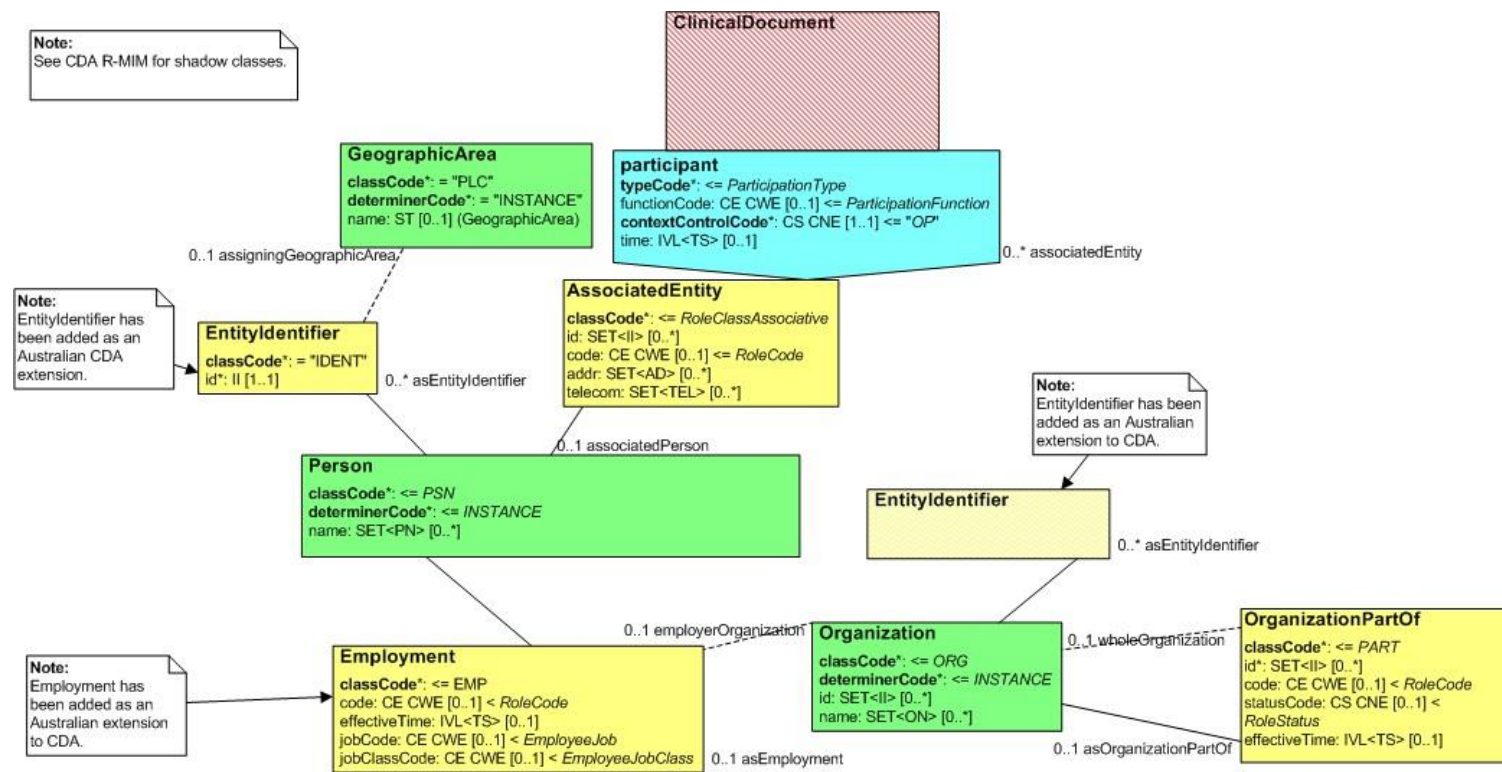 Note:
See CDA R-MIM for shadow classes.
ClinicalDocument
GeographicArea
classCode*: = "PLC"
determinerCode*: = "INSTANCE"
name: ST [0..1] (GeographicArea)
participant
typeCode*: <= ParticipationType
functionCode: CE CWE [0..1] <= ParticipationFunction
contextControlCode*: CS CNE [1..1] <= "OP"
time: IVL<TS> [0..1]
0..1 assigningGeographicArea
0..* associatedEntity
Note:
EntityIdentifier has
been added as an
Australian CDA
extension.
EntityIdentifier
classCode*: = "IDENT"
id*: II [1..1]
0..* asEntityIdentifier
AssociatedEntity
classCode*: <= RoleClassAssociative
id: SET<II> [0..*]
code: CE CWE [0..1] <= RoleCode
addr: SET<AD> [0..*]
telecom: SET<TEL> [0..*]
Note:
EntityIdentifier has been
added as an Australian
extension to CDA.
0..1 associatedPerson
Person
classCode*: <= PSN
determinerCode*: <= INSTANCE
name: SET<PN> [0..*]
EntityIdentifier
0..* asEntityIdentifier
0..1 employerOrganization
Organization
classCode*: <= ORG
determinerCode*: <= INSTANCE
id: SET<II> [0..*]
name: SET<ON> [0..*]
0..1 wholeOrganization
OrganizationPartOf
classCode*: <= PART
id*: SET<II> [0..*]
code: CE CWE [0..1] < RoleCode
statusCode: CS CNE [0..1] <
RoleStatus
effectiveTime: IVL<TS> [0..1]
0..1 asOrganizationPartOf
Note:
Employment has
been added as an
Australian extension
to CDA.
Employment
classCode*: <= EMP
code: CE CWE [0..1] < RoleCode
effectiveTime: IVL<TS> [0..1]
jobCode: CE CWE [0..1] < EmployeeJob
jobClassCode: CE CWE [0..1] < EmployeeJobClass
0..1 asEmployment